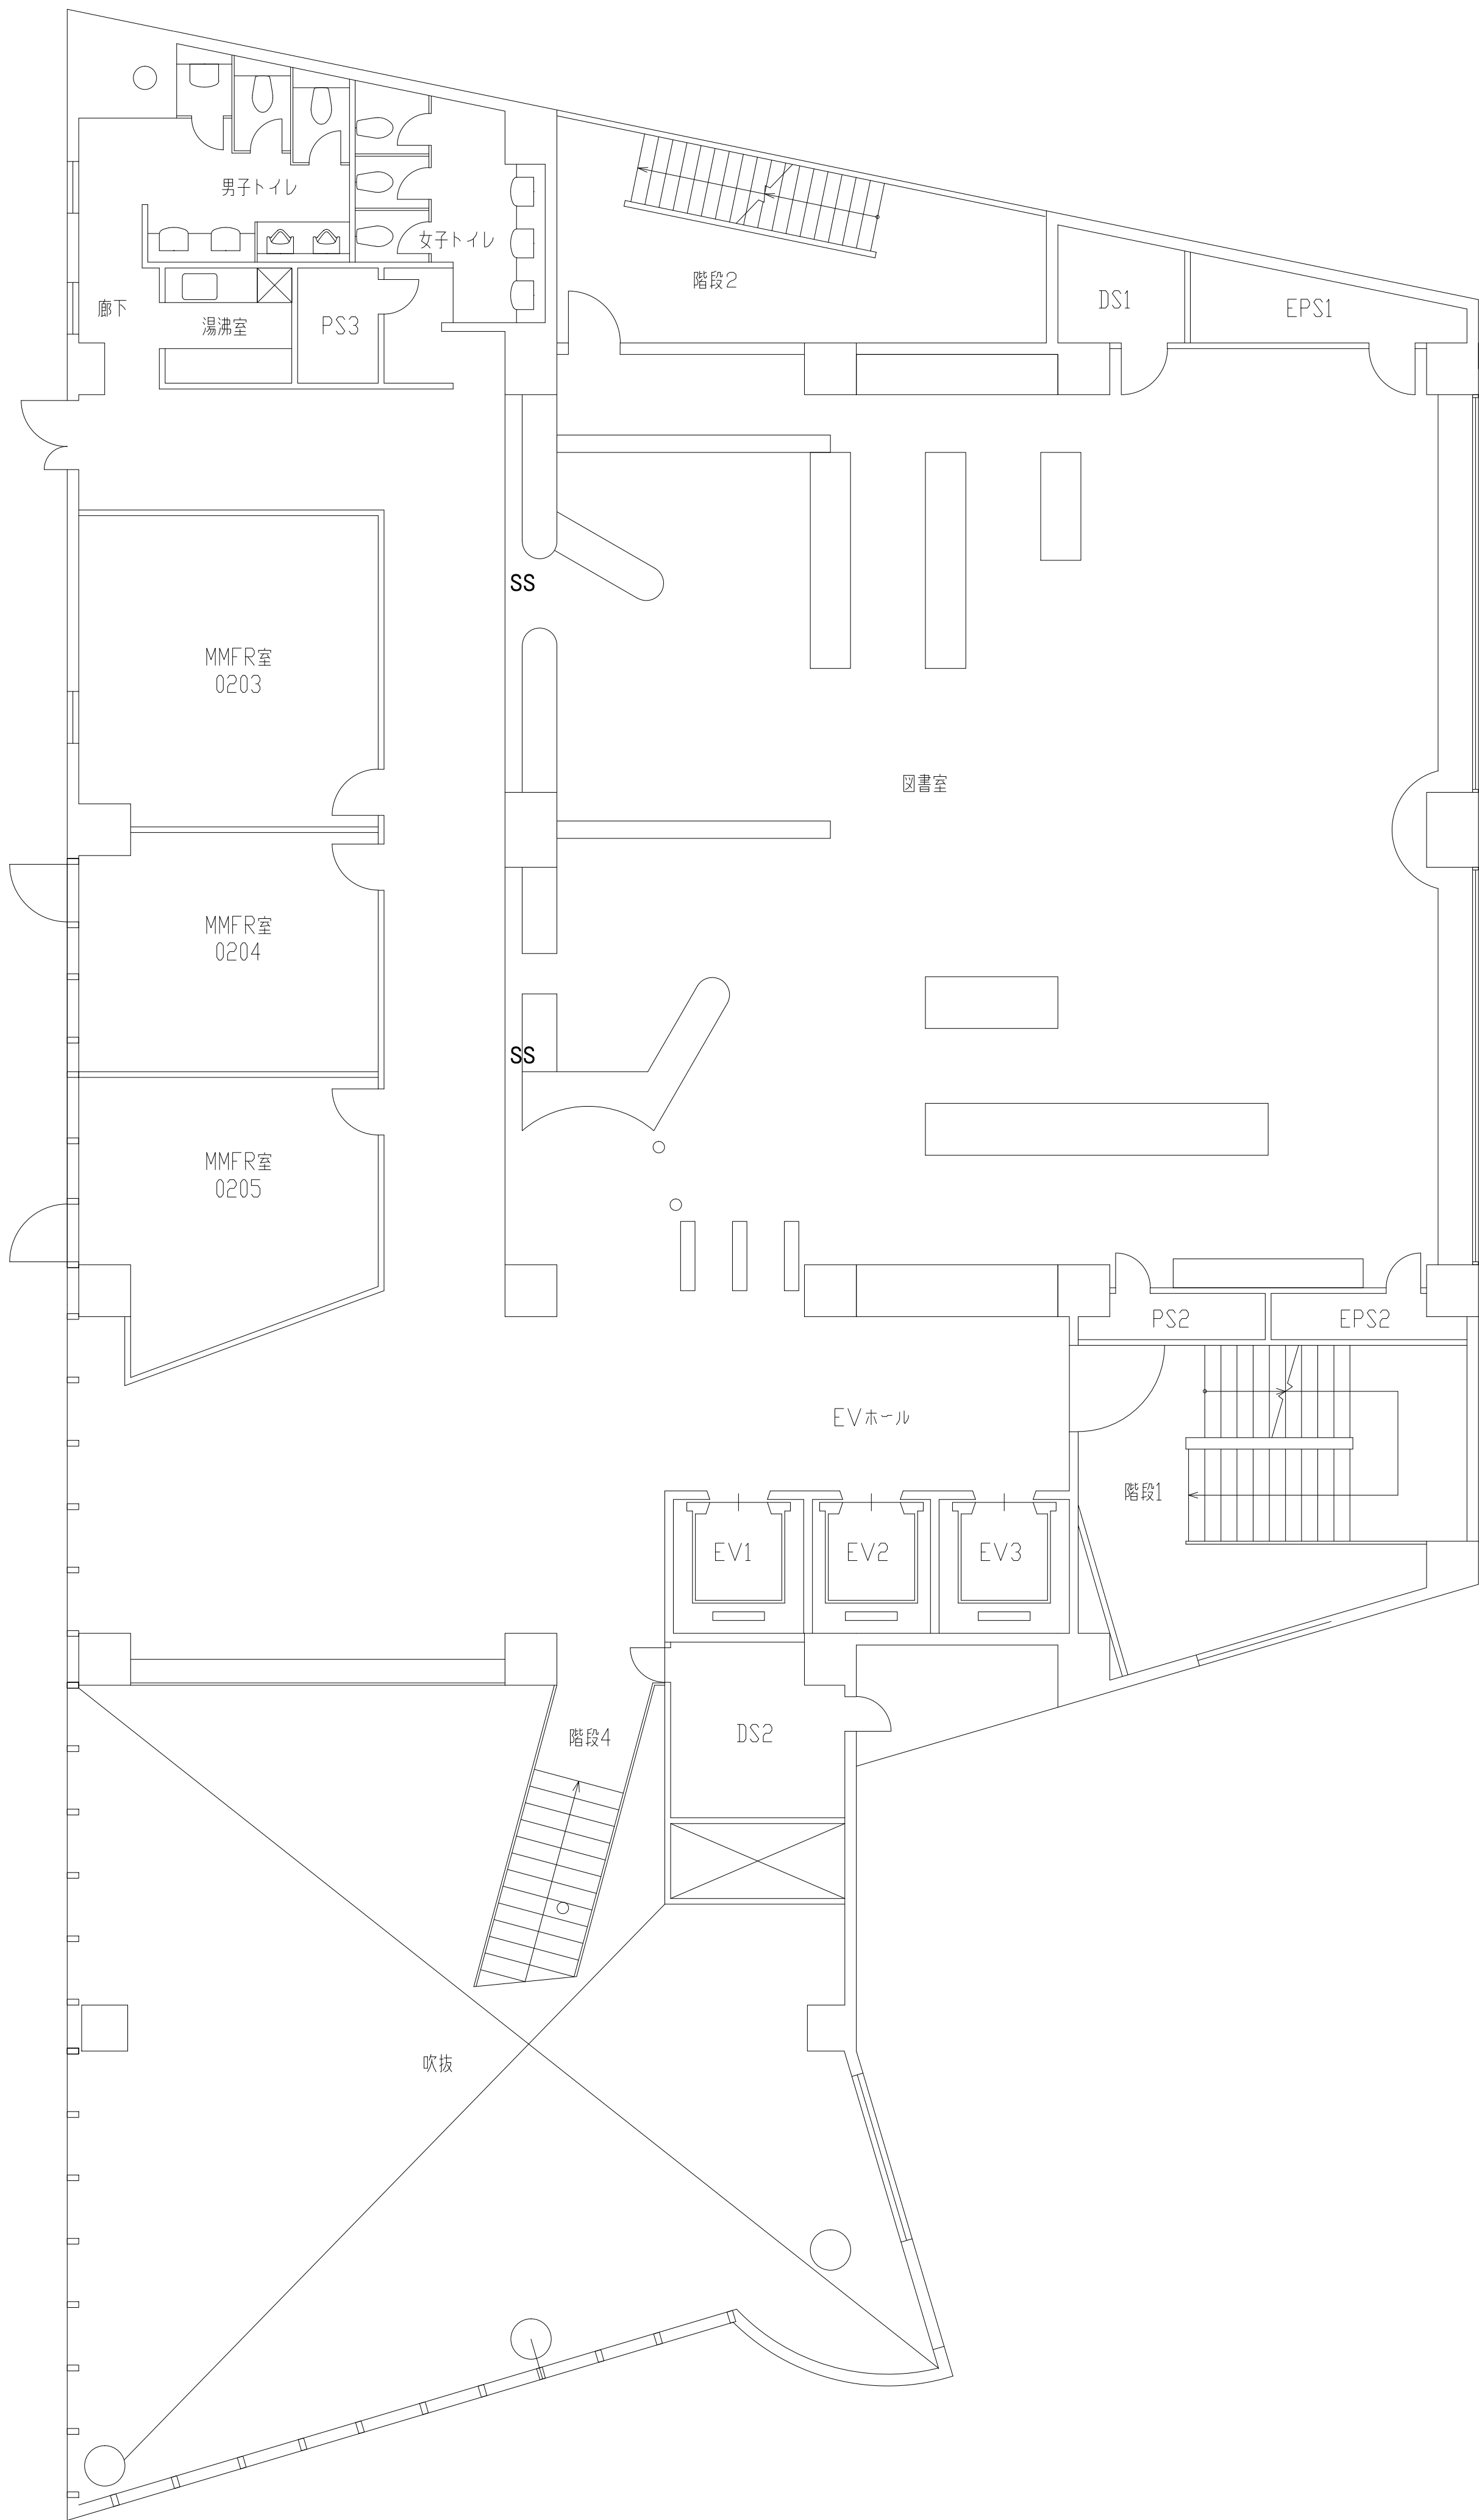 男子トイレ
女子トイレ
階段2
DS1
EPS1
廊下
湯沸室
PS3
SS
MMFR室
0203
図書室
MMFR室
0204
SS
MMFR室
0205
PS2
EPS2
EVホール
階段1
EV1
EV2
EV3
階段4
DS2
吹抜